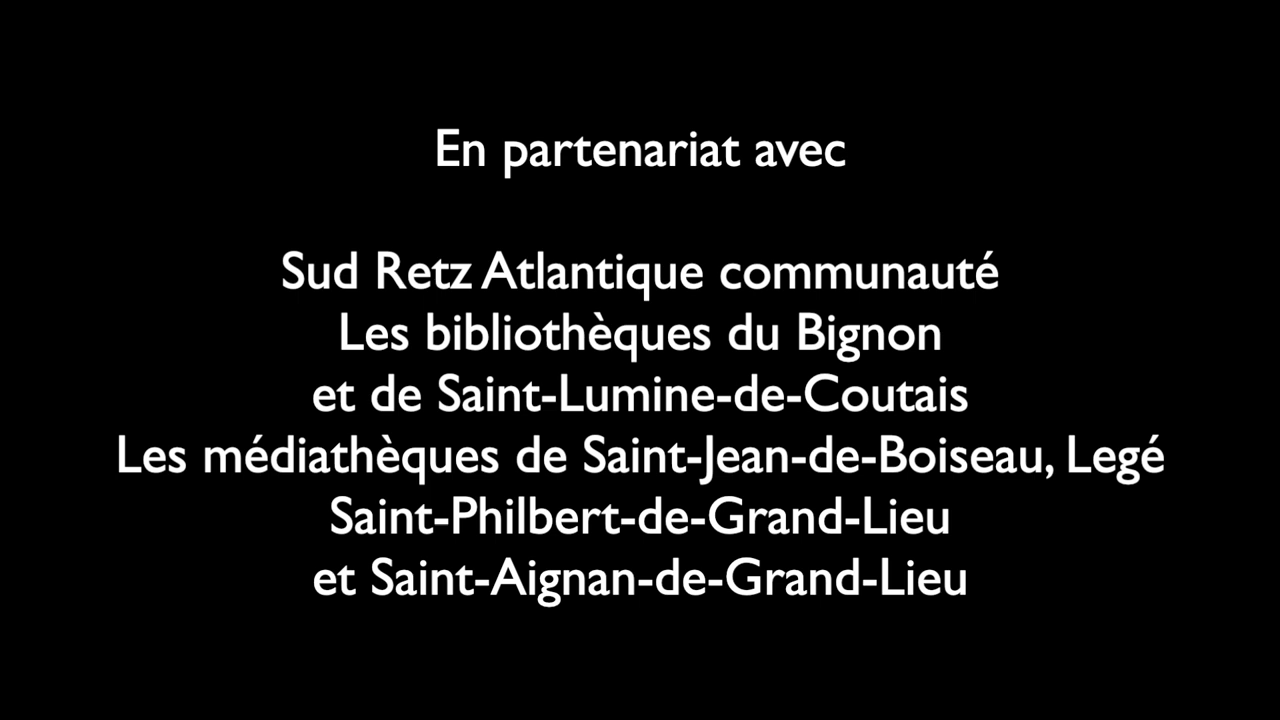 En partenariat avec
Sud Retz Atlantique communauté
Les bibliothèques du Bignon
et de Saint-Lumine-de-Coutais
Les médiathèques de Saint-Jean-de-Boiseau, Legé
Saint-Philbert-de-Grand-Lieu
et Saint-Aignan-de-Grand-Lieu